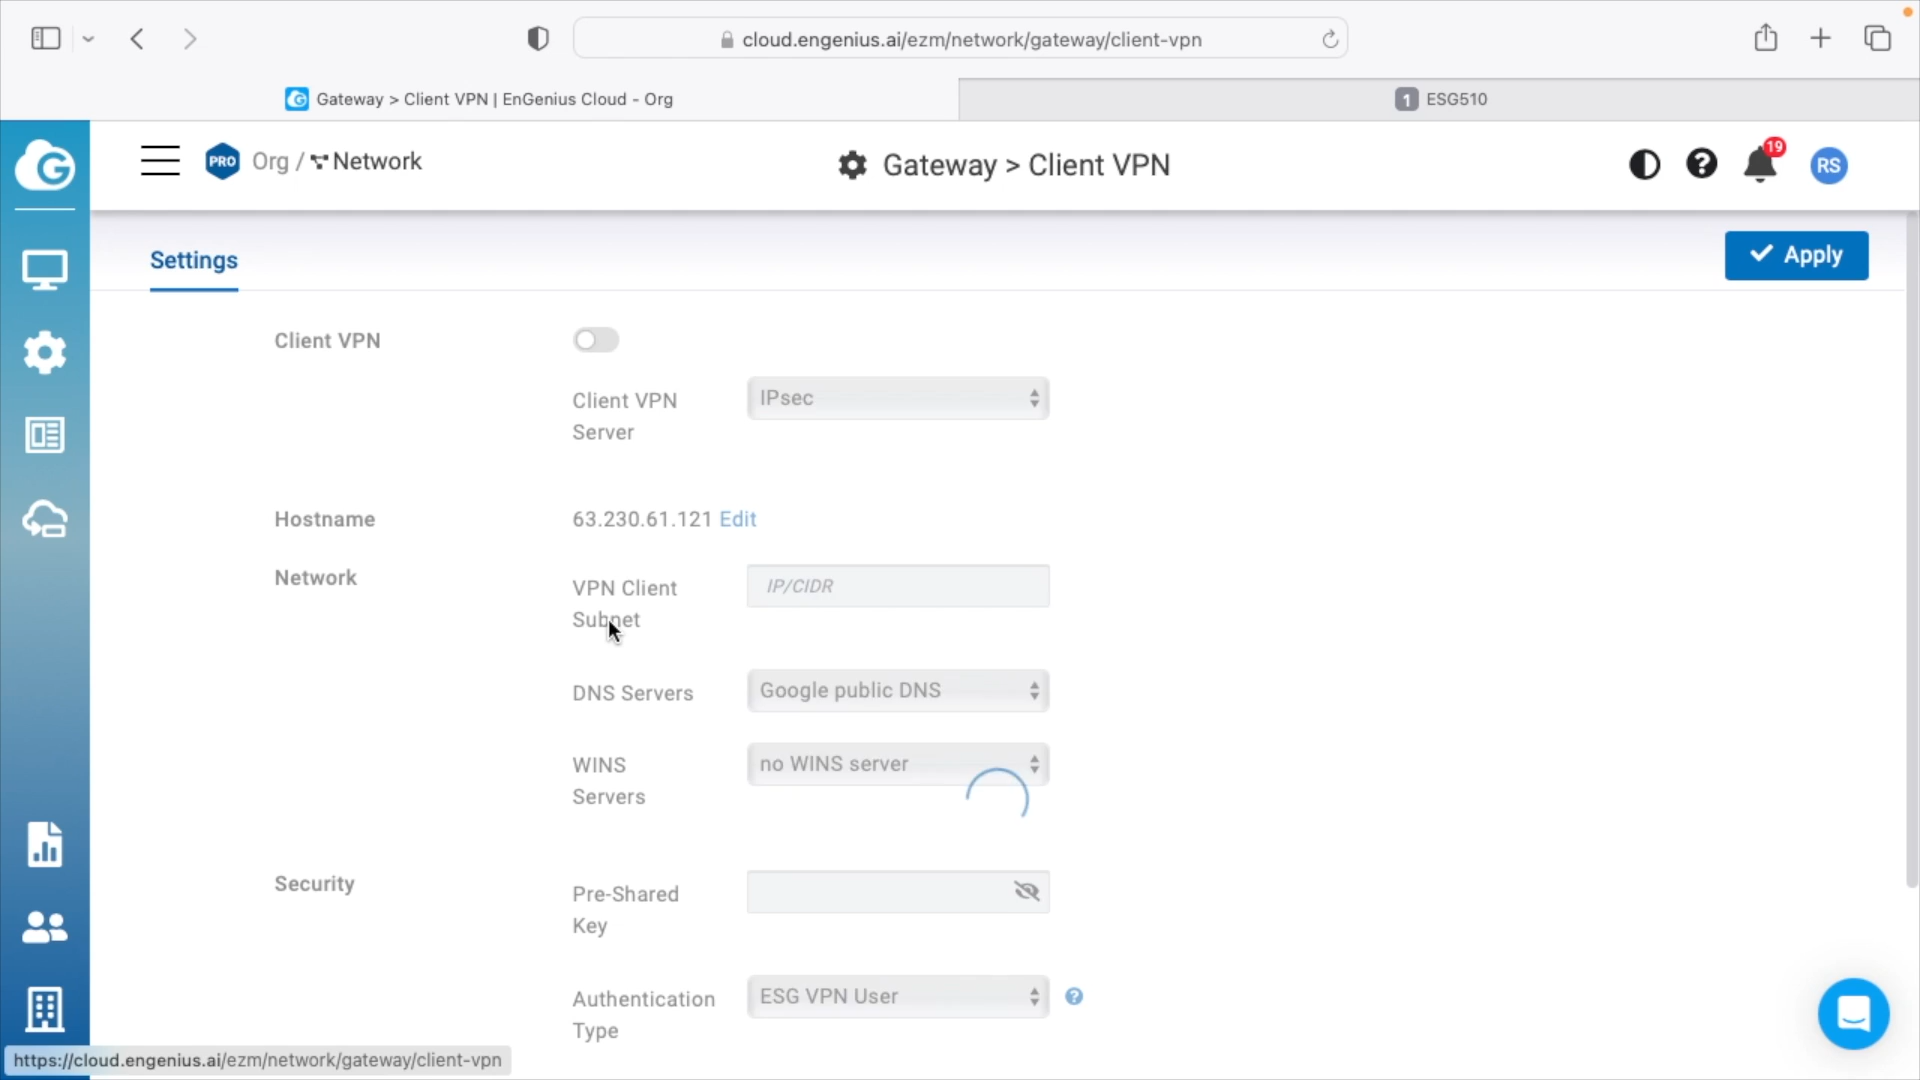 cloud.engenius.ai/ezm/network/gateway/client-vpn
Gateway > Client VPN | EnGenius Cloud - Org
1 ESG510
PRO Org / Network
Gateway > Client VPN
19
RS
Settings
Apply
Client VPN
Client VPN
Server
IPsec
Hostname
63.230.61.121 Edit
Network
VPN Client
Subnet
IP/CIDR
DNS Servers
Google public DNS
WINS
Servers
no WINS server
Security
Pre-Shared
Key
Authentication
Type
ESG VPN User
https://cloud.engenius.ai/ezm/network/gateway/client-vpn